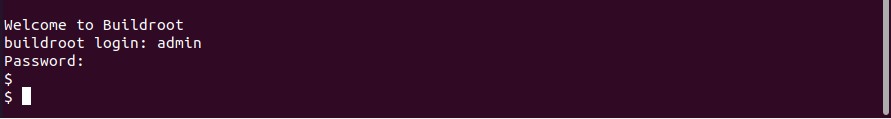 Welcome to Buildroot
buildroot login: admin
Password:
$
$